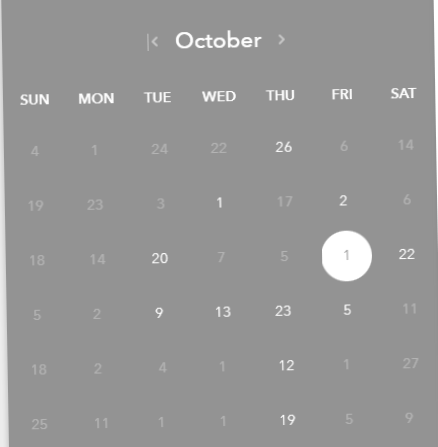 October
SUN MON TUE WED THU FRI SAT
4 1 24 22 26 6 14
19 23 3 1 17 2 6
18 14 20 7 5 1 22
5 2 9 13 23 5 11
18 2 4 1 12 1 27
25 11 1 1 19 5 9